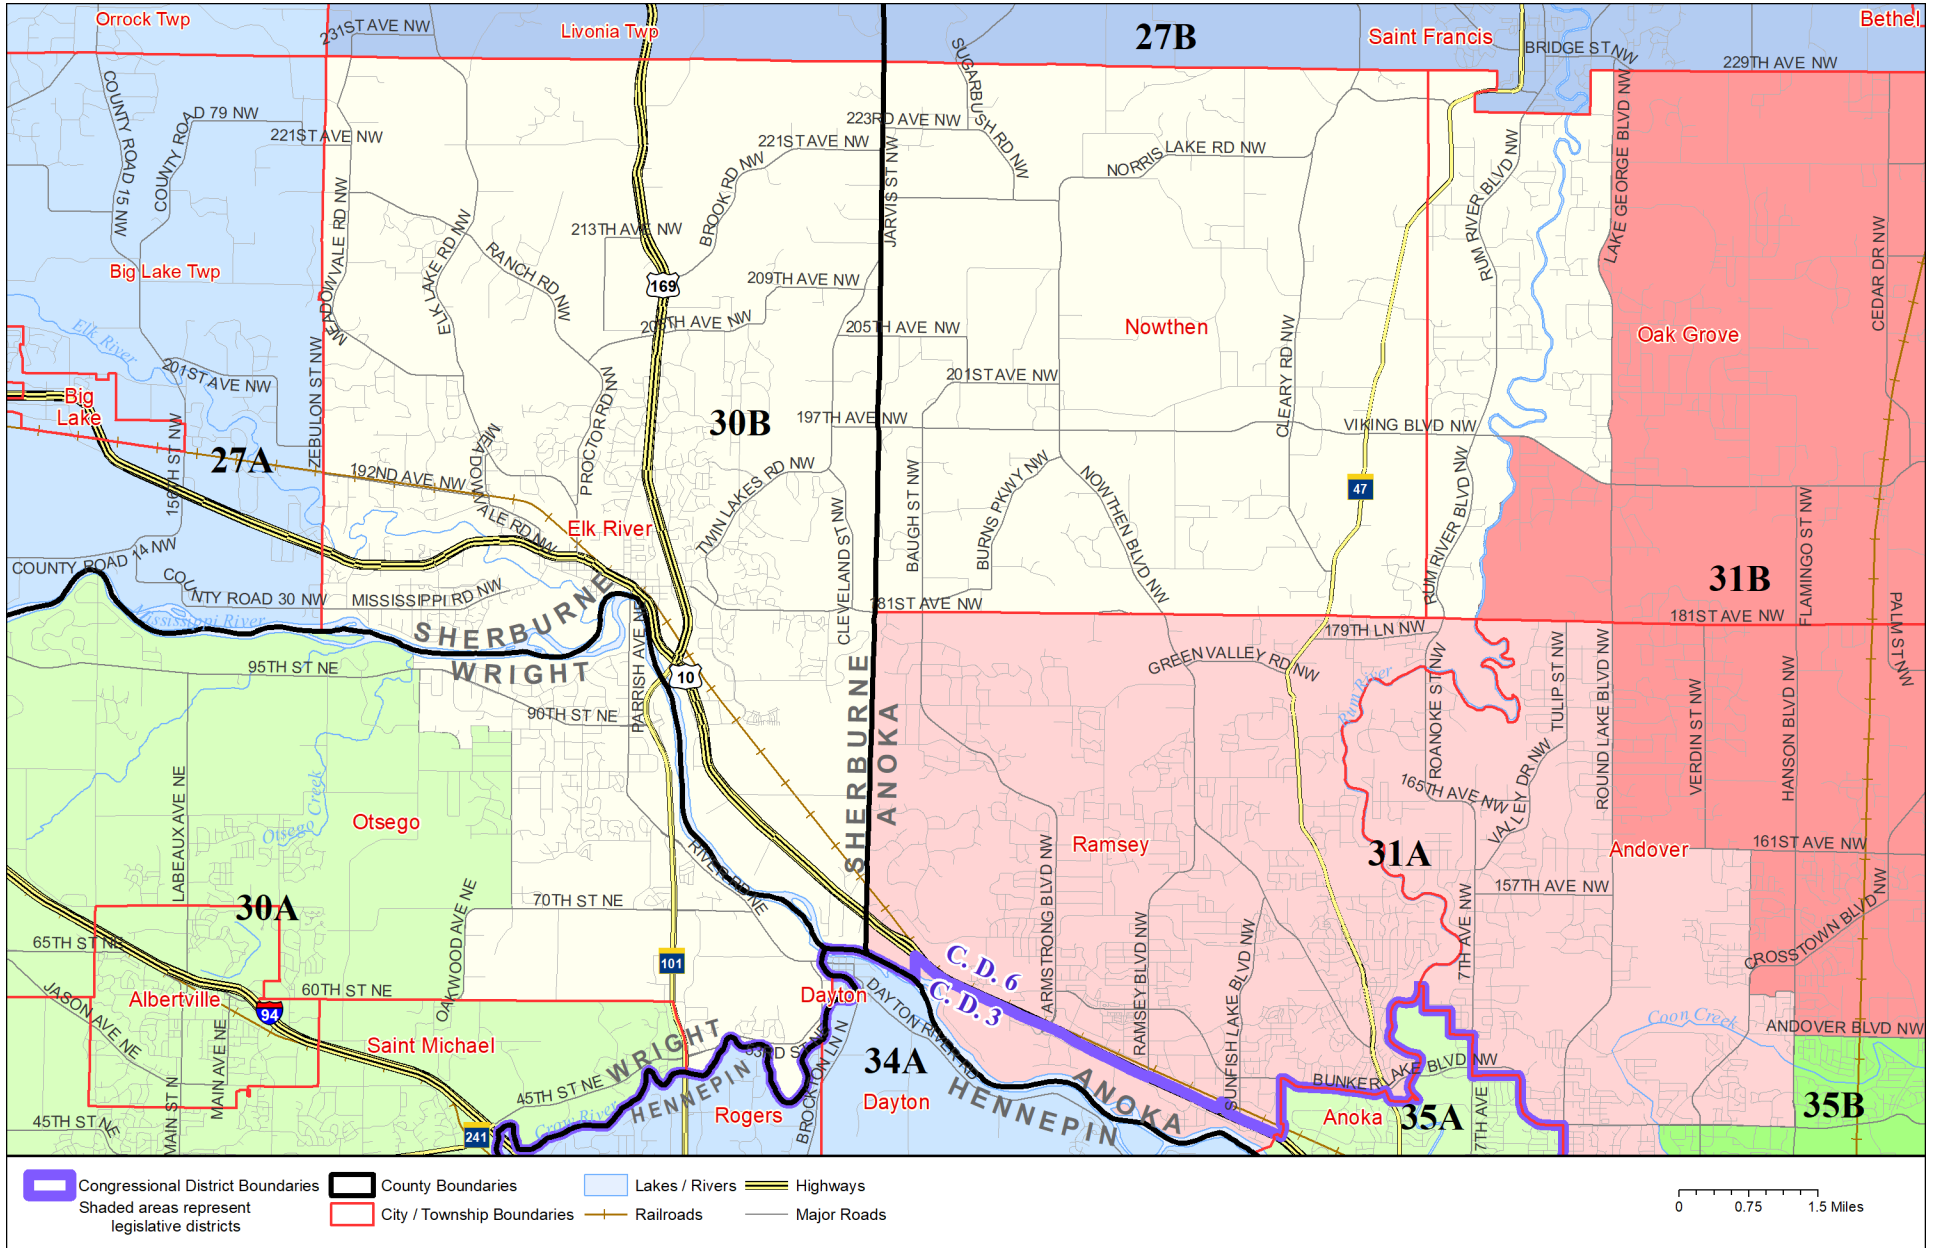 Orrock Twp
231ST AVE NW
Livonia Twp
27B
Saint Francis
BRIDGE ST NW
Bethel
229TH AVE NW
COUNTY ROAD 15 NW
COUNTY ROAD 79 NW
221ST AVE NW
SUGARBUSH RD NW
223RD AVE NW
221ST AVE NW
JARVIS ST NW
NORRIS LAKE RD NW
RUM RIVER BLVD NW
LAKE GEORGE BLVD NW
CEDAR DR NW
MEADOWVALE RD NW
ELK LAKE RD NW
RANCH RD NW
213TH AVE NW
BROOK RD NW
Big Lake Twp
169
209TH AVE NW
205TH AVE NW
205TH AVE NW
Nowthen
Oak Grove
Elk River
201ST AVE NW
ZEBULON ST NW
PROCTOR RD NW
201ST AVE NW
CLEARY RD NW
Big
Lake
156TH ST NW
27A
30B
197TH AVE NW
VIKING BLVD NW
192ND AVE NW
MEADOWVALE RD NW
TWIN LAKES RD NW
BAUGH ST NW
BURNS PKWY NW
NOWTHEN BLVD NW
47
RUM RIVER BLVD NW
FLAMINGO ST NW
Elk River
CLEVELAND ST NW
COUNTY ROAD 14 NW
COUNTY ROAD 30 NW
MISSISSIPPI RD NW
181ST AVE NW
31B
181ST AVE NW
PALM ST NW
Mississippi River
SHERBURNE
WRIGHT
PARRISH AVE NE
179TH LN NW
95TH ST NE
10
GREEN VALLEY RD NW
Rum River
ROANOKE ST NW
TULIP ST NW
ROUND LAKE BLVD NW
VERDIN ST NW
HANSON BLVD NW
90TH ST NE
SHERBURNE
ANOKA
LABEAUX AVE NE
Otsego Creek
Otsego
165TH AVE NW
VALLEY DR NW
Ramsey
31A
Andover
161ST AVE NW
RIVER RD NE
30A
70TH ST NE
OAKWOOD AVE NE
ARMSTRONG BLVD NW
RAMSEY BLVD NW
SUNFISH LAKE BLVD NW
7TH AVE NW
157TH AVE NW
CROSSTOWN BLVD NW
65TH ST NE
101
C. D. 6
C. D. 3
JASON AVE NE
Albertville
60TH ST NE
94
Dayton
DAYTON RIVER RD
Coon Creek
ANDOVER BLVD NW
MAIN AVE NE
Saint Michael
WRIGHT
HENNEPIN
53RD ST NE
BROCKTON LN N
34A
Dayton
HENNEPIN
ANOKA
BUNKER LAKE BLVD NW
45TH ST NE
45TH ST NE
MAIN ST N
241
Crow River
Rogers
Anoka
35A
7TH AVE
35B
Congressional District Boundaries
Shaded areas represent
legislative districts
County Boundaries
City / Township Boundaries
Lakes / Rivers
Railroads
Highways
Major Roads
0 0.75 1.5 Miles